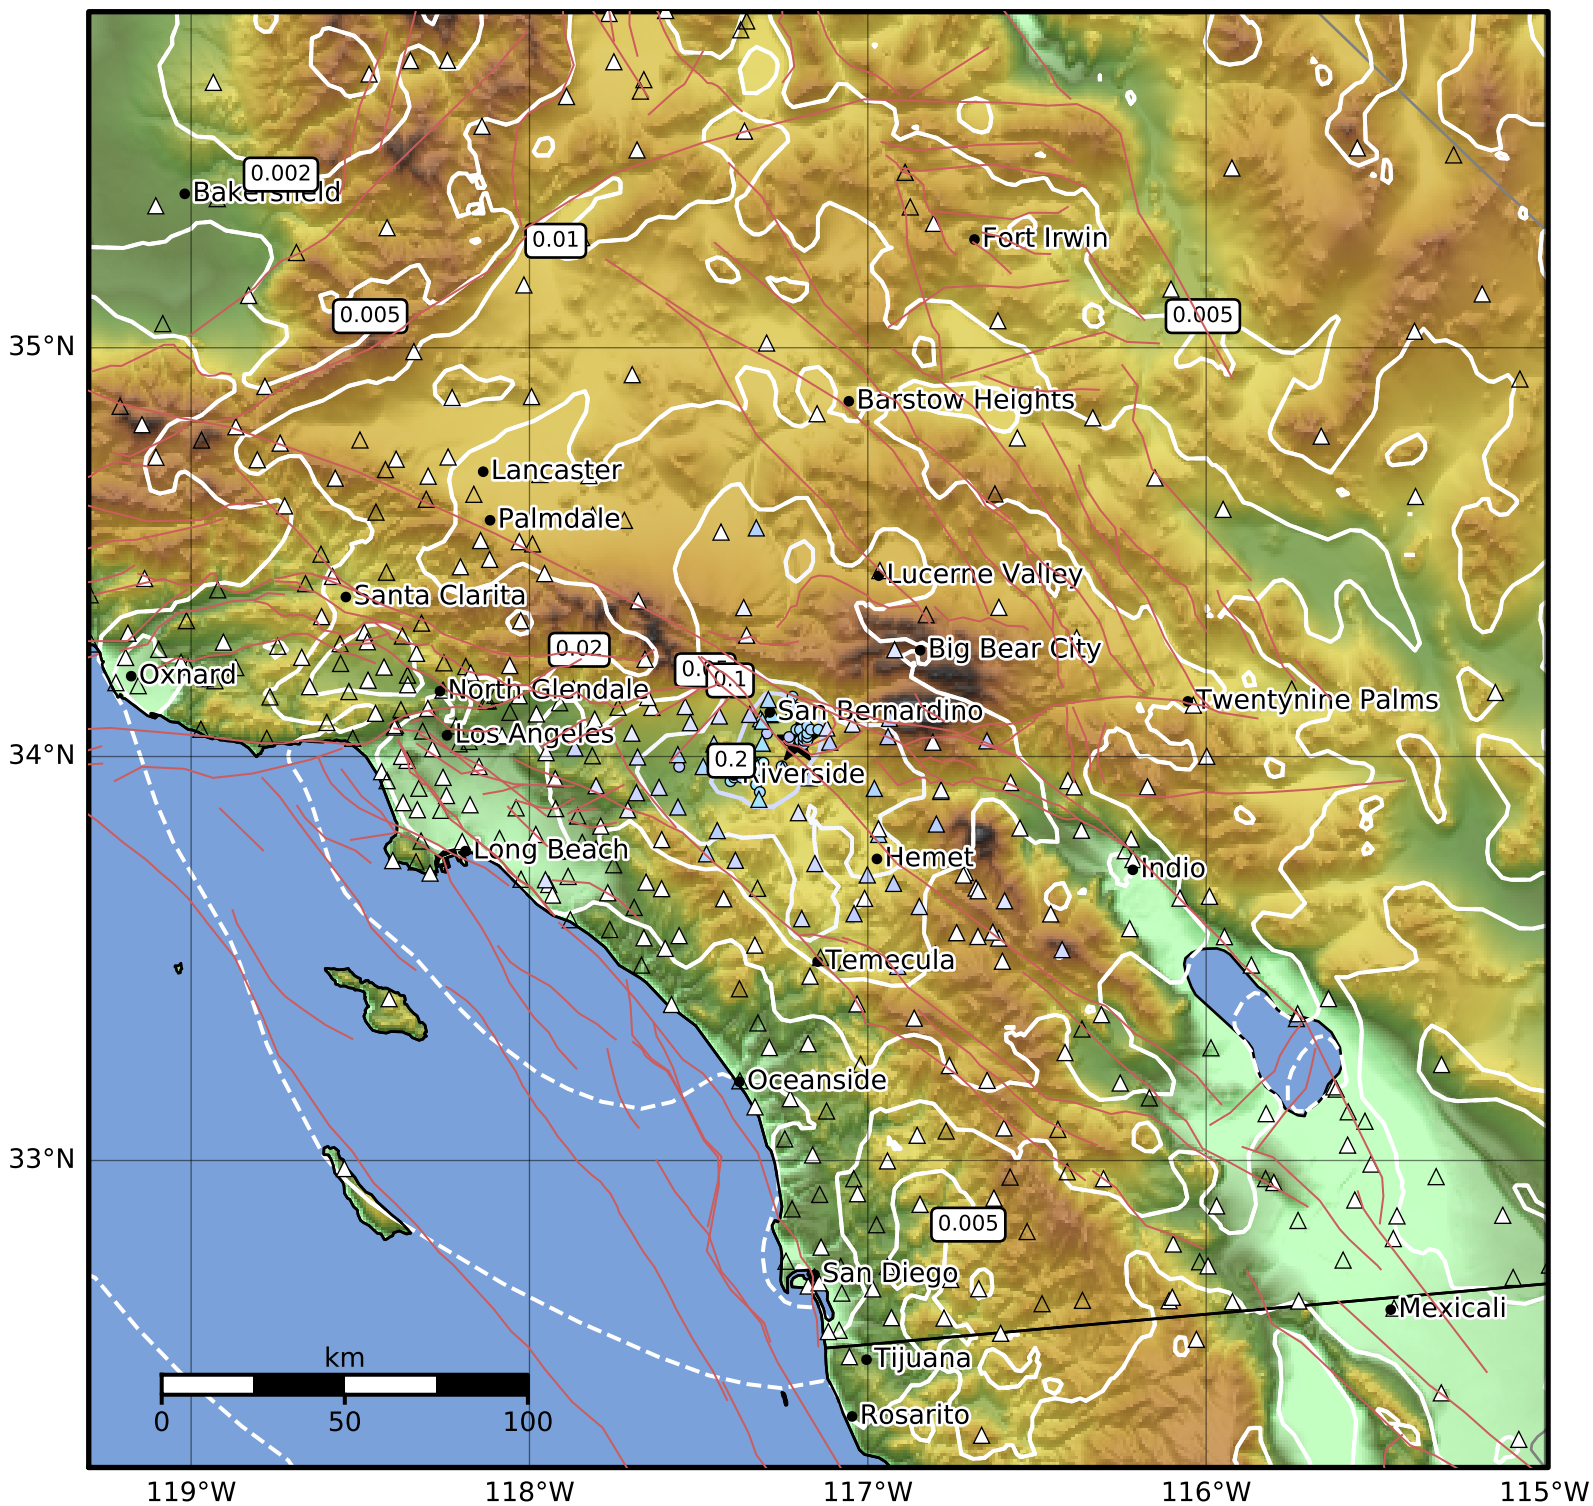 0.002
Bakersfield
0.01
Fort Irwin
0.005
0.005
35°N
Barstow Heights
Lancaster
Palmdale
Lucerne Valley
Santa Clarita
0.02
Big Bear City
0.1
Oxnard
North Glendale
Twentynine Palms
San Bernardino
Los Angeles
34°N
0.2
Riverside
Long Beach
Hemet
Indio
Temecula
Oceanside
33°N
0.005
San Diego
Mexicali
km
Tijuana
0 50 100
Rosarito
119°W 118°W 117°W 116°W 115°W